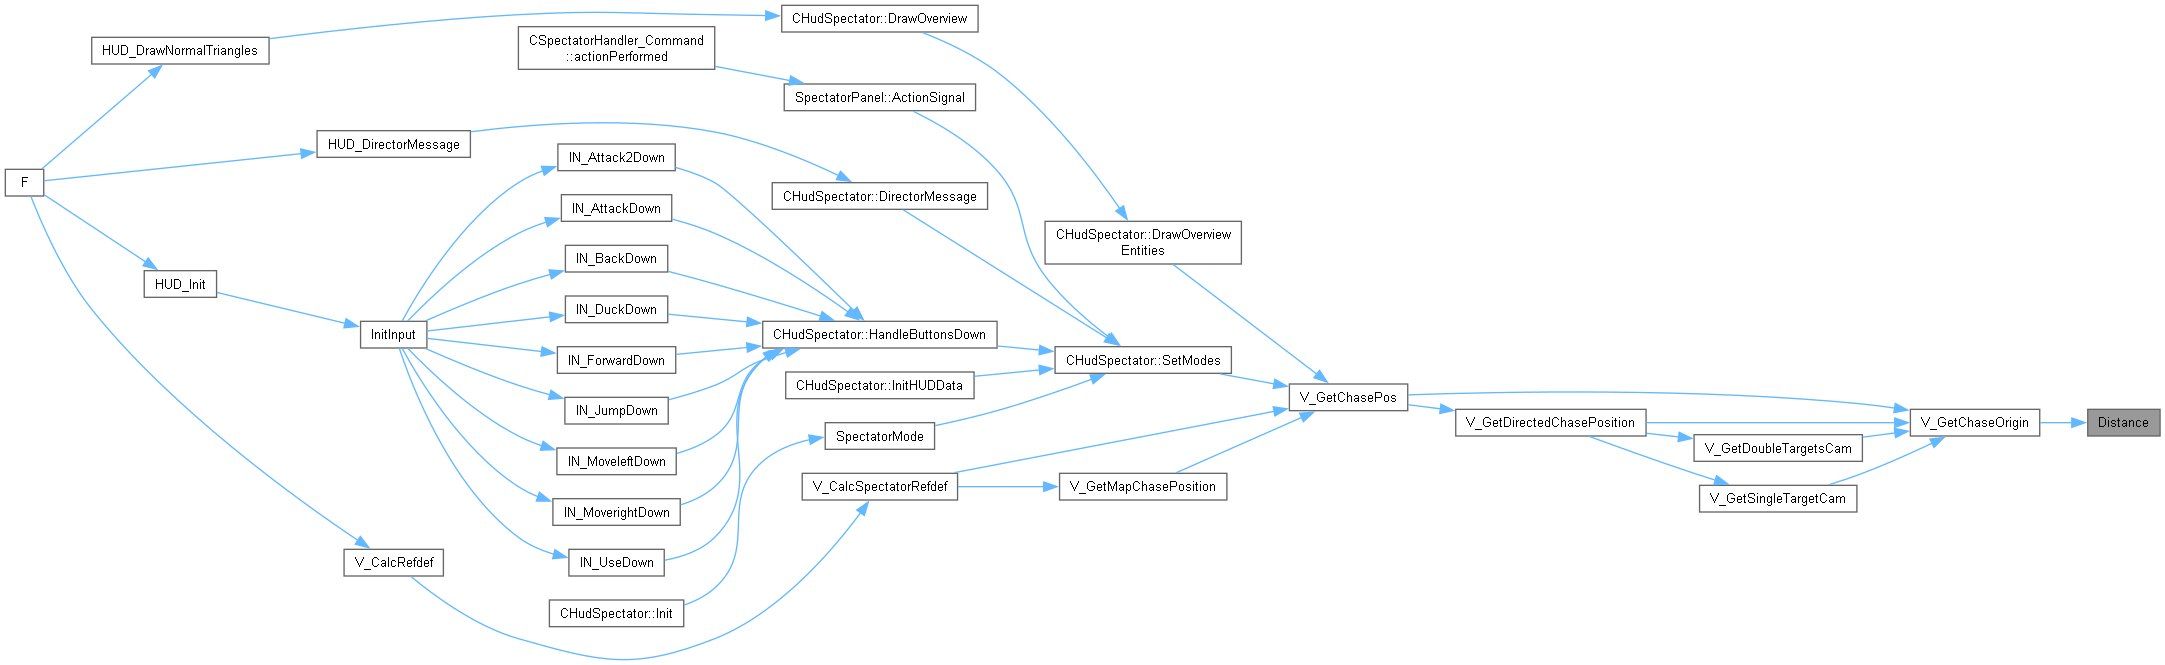 CHudSpectator::DrawOverview
HUD_DrawNormalTriangles
CSpectatorHandler_Command
::actionPerformed
SpectatorPanel::ActionSignal
HUD_DirectorMessage
IN_Attack2Down
F
CHudSpectator::DirectorMessage
IN_AttackDown
CHudSpectator::DrawOverview
Entities
IN_BackDown
HUD_Init
IN_DuckDown
InitInput
CHudSpectator::HandleButtonsDown
IN_ForwardDown
CHudSpectator::SetModes
CHudSpectator::InitHUDData
V_GetChasePos
IN_JumpDown
V_GetDirectedChasePosition
V_GetChaseOrigin
Distance
SpectatorMode
V_GetDoubleTargetsCam
IN_MoveleftDown
V_CalcSpectatorRefdef
V_GetMapChasePosition
V_GetSingleTargetCam
IN_MoverightDown
V_CalcRefdef
IN_UseDown
CHudSpectator::Init